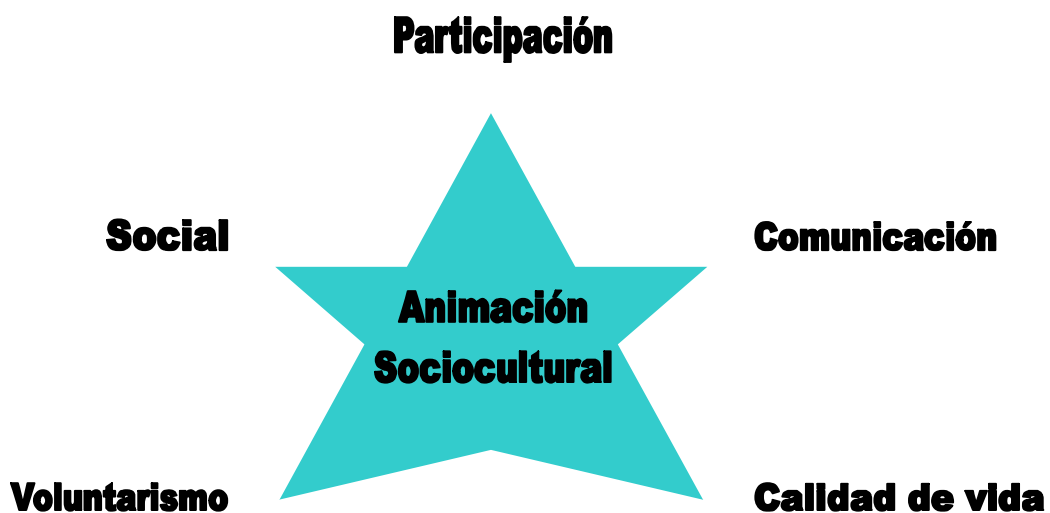 Participación
Social
Comunicación
Animación
Sociocultural
Voluntarismo
Calidad de vida